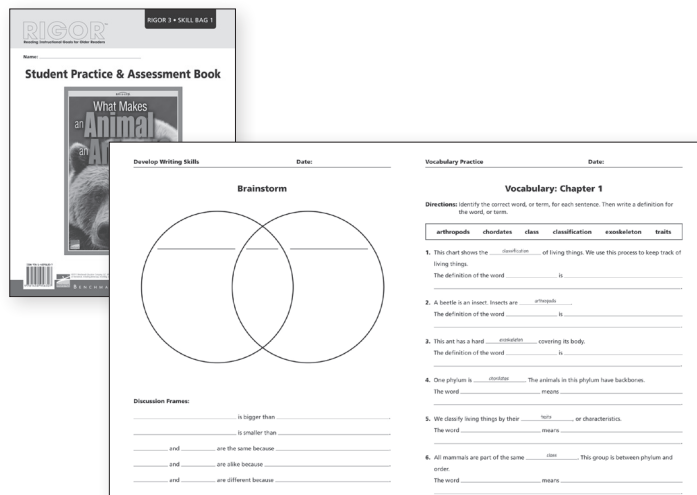 RIGOR™
Reading Instructional Goals for Older Readers
RIGOR 3 • SKILL BAG 1
Name:
Student Practice & Assessment Book
What Makes
an Animal
an
BENCHMA
Develop Writing Skills Date:
Brainstorm
Discussion Frames:
is bigger than
is smaller than
and are the same because
and are alike because
and are different because
Vocabulary Practice Date:
Vocabulary: Chapter 1
Directions: Identify the correct word, or term, for each sentence. Then write a definition for
the word, or term.
arthropods chordates class classification exoskeleton traits
1. This chart shows the classification of living things. We use this process to keep track of
living things.
The definition of the word is
2. A beetle is an insect. Insects are arthropods
The definition of the word is
3. This ant has a hard exoskeleton covering its body.
The definition of the word is
4. One phylum is chordates . The animals in this phylum have backbones.
The word means
5. We classify living things by their traits , or characteristics.
The word means
6. All mammals are part of the same class . This group is between phylum and
order.
The word means